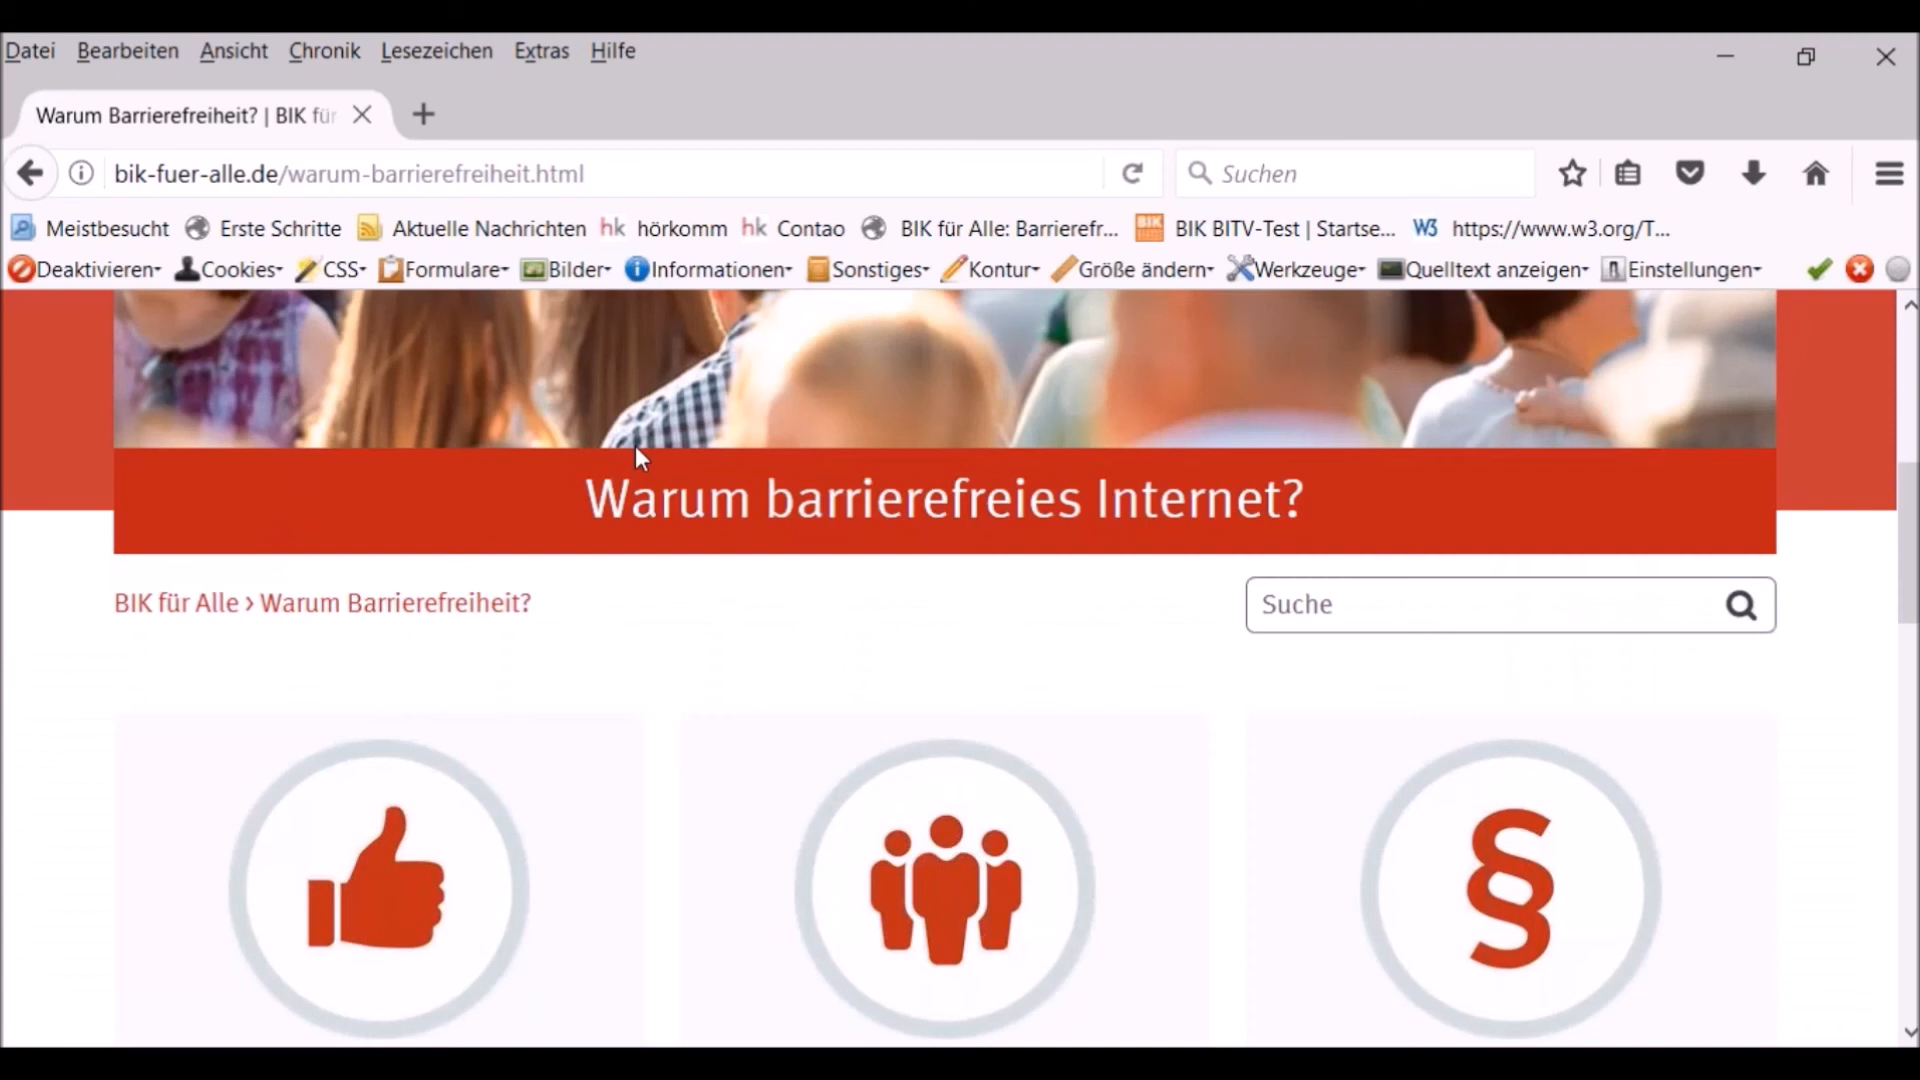 Datei Bearbeiten Ansicht Chronik Lesezeichen Extras Hilfe
Warum Barrierefreiheit? | BIK für
bik-fuer-alle.de/warum-barrierefreiheit.html Suchen
Meistbesucht Erste Schritte Aktuelle Nachrichten hk hörkomm hk Contao BIK für Alle: Barrierefr... BIK BIK BITV-Test | Startse... W3 https://www.w3.org/T...
Deaktivieren Cookies CSS Formulare Bilder Informationen Sonstiges Kontur Größe ändern Werkzeuge Quelltext anzeigen Einstellungen
Warum barrierefreies Internet?
BIK für Alle › Warum Barrierefreiheit? Suche
§